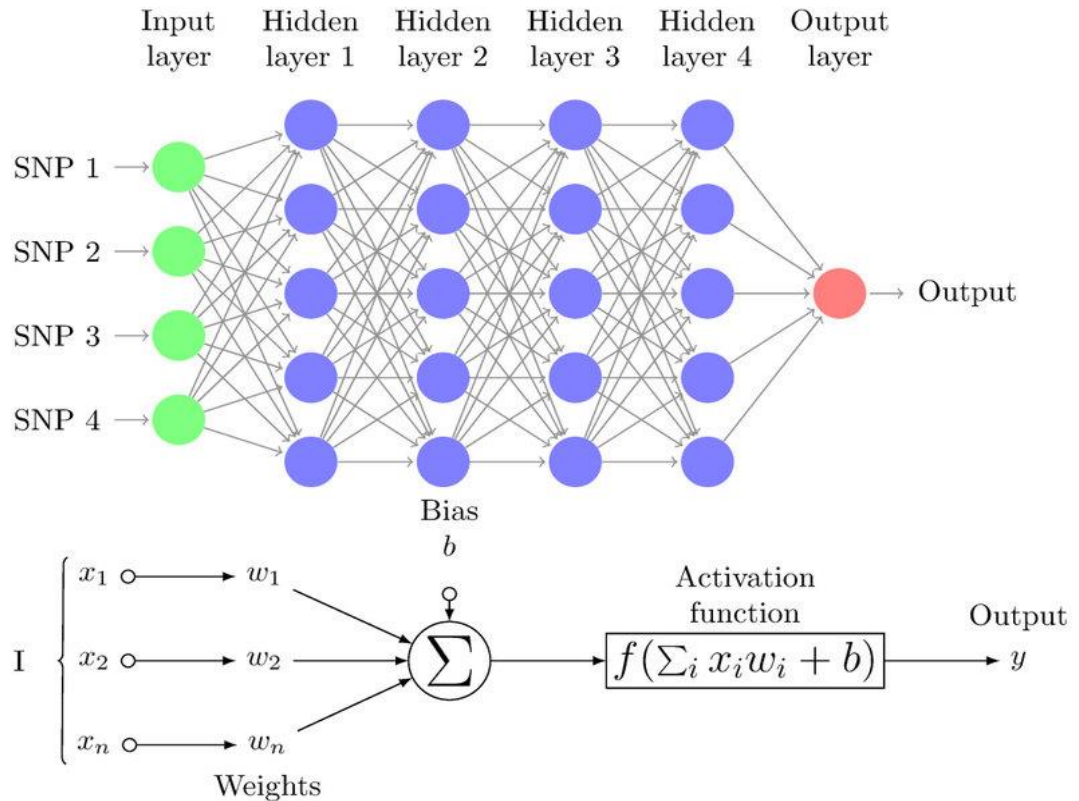 Input Hidden Hidden Hidden Hidden Output
layer layer 1 layer 2 layer 3 layer 4 layer
SNP 1
SNP 2
SNP 3
SNP 4
Output
Bias
b
x₁ w₁
Activation
function
Output
I x₂ w₂ Σ f(∑ᵢ xᵢwᵢ + b) y
xₙ wₙ
Weights